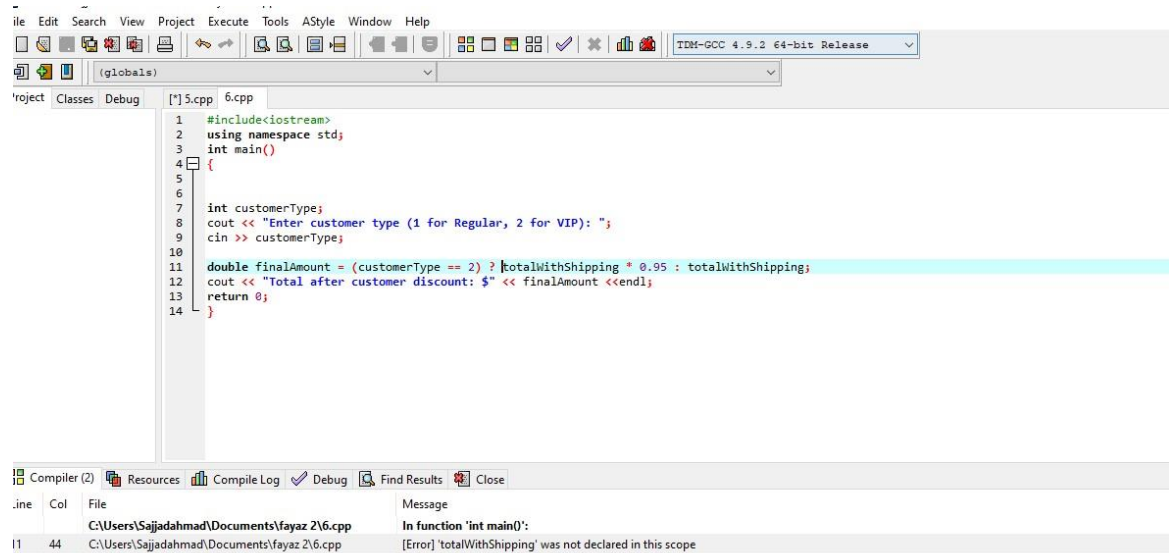 ile Edit Search View Project Execute Tools AStyle Window Help
TDM-GCC 4.9.2 64-bit Release
(globals)
roject Classes Debug [*] 5.cpp 6.cpp
1 #include<iostream>
2 using namespace std;
3 int main()
4 {
5
6
7 int customerType;
8 cout << "Enter customer type (1 for Regular, 2 for VIP): ";
9 cin >> customerType;
10
11 double finalAmount = (customerType == 2) ? totalWithShipping * 0.95 : totalWithShipping;
12 cout << "Total after customer discount: $" << finalAmount <<endl;
13 return 0;
14 }
Compiler (2) Resources Compile Log Debug Find Results Close
ine Col File Message
C:\Users\Sajjadahmad\Documents\fayaz 2\6.cpp In function 'int main()':
11 44 C:\Users\Sajjadahmad\Documents\fayaz 2\6.cpp [Error] 'totalWithShipping' was not declared in this scope